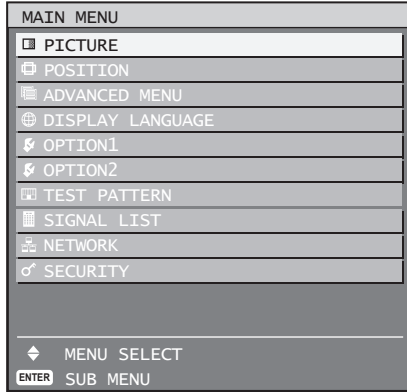 MAIN MENU
PICTURE
POSITION
ADVANCED MENU
DISPLAY LANGUAGE
OPTION1
OPTION2
TEST PATTERN
SIGNAL LIST
NETWORK
SECURITY
MENU SELECT
ENTER SUB MENU